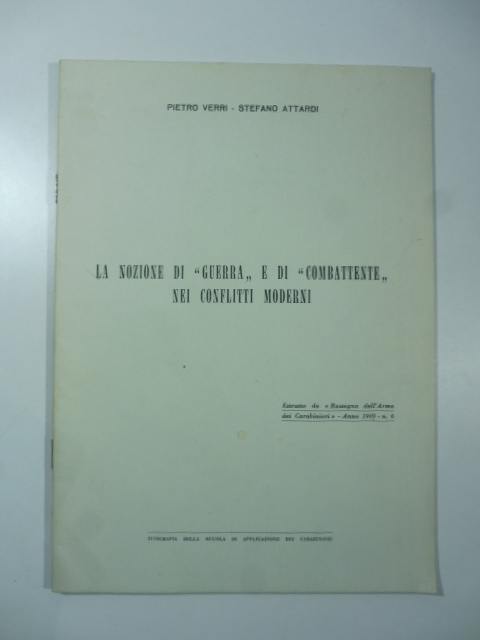 PIETRO VERRI - STEFANO ATTARDI
LA NOZIONE DI “GUERRA„ E DI “COMBATTENTE„
NEI CONFLITTI MODERNI
Estratto da « Rassegna dell'Arma
dei Carabinieri » - Anno 1969 - n. 6
TIPOGRAFIA DELLA SCUOLA DI APPLICAZIONE DEI CARABINIERI